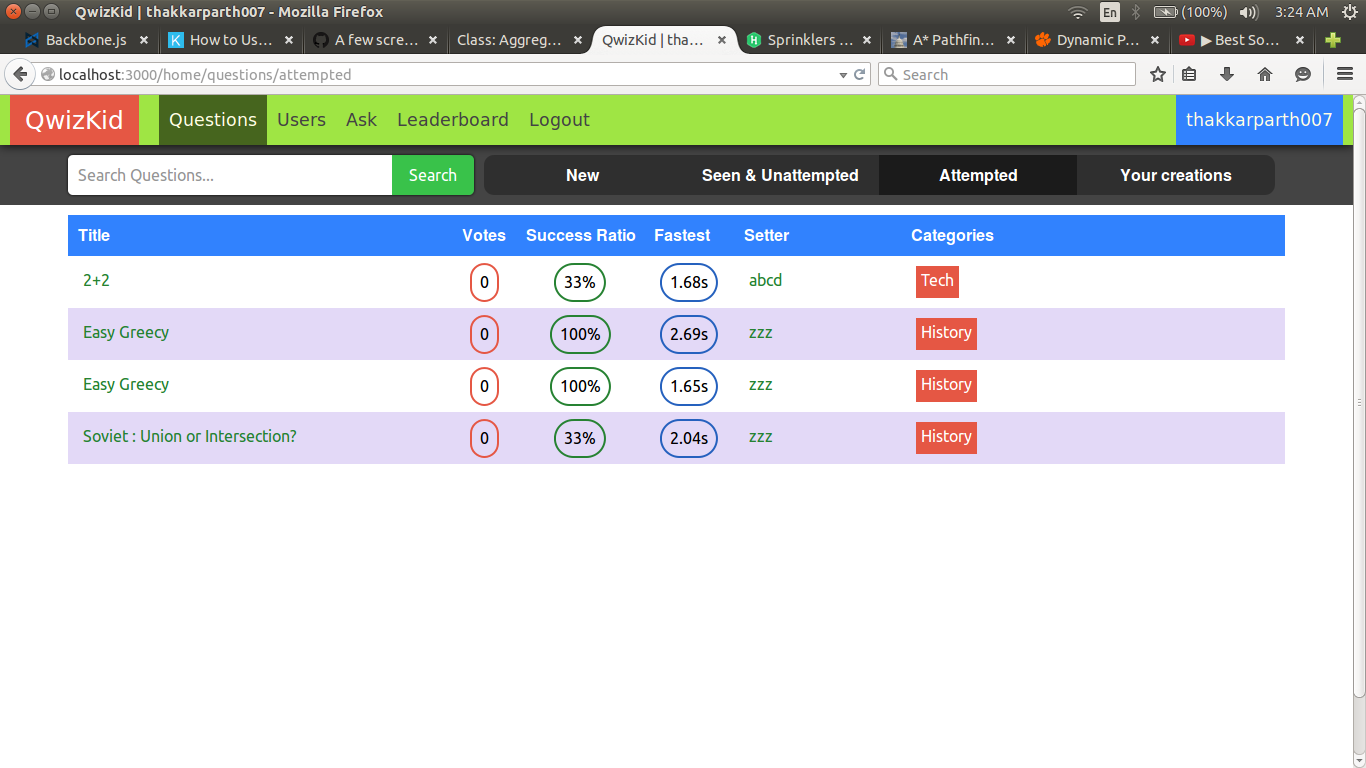 QwizKid | thakkarparth007 - Mozilla Firefox En (100%) 3:24 AM
Backbone.js How to Us... A few scre... Class: Aggreg... QwizKid | tha... Sprinklers ... A* Pathfin... Dynamic P... ▶ Best So...
localhost:3000/home/questions/attempted Search
QwizKid Questions Users Ask Leaderboard Logout thakkarparth007
Search Questions... Search New Seen & Unattempted Attempted Your creations
Title Votes Success Ratio Fastest Setter Categories
2+2 0 33% 1.68s abcd Tech
Easy Greecy 0 100% 2.69s zzz History
Easy Greecy 0 100% 1.65s zzz History
Soviet : Union or Intersection? 0 33% 2.04s zzz History